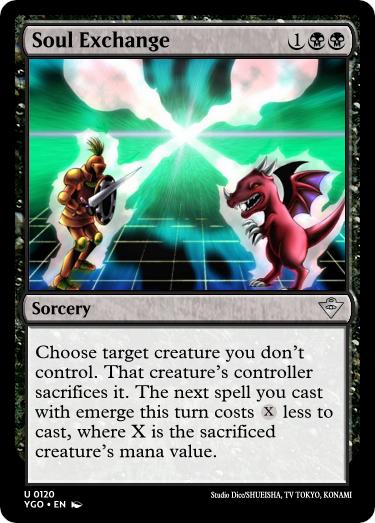 Soul Exchange 1
Sorcery
Choose target creature you don't
control. That creature's controller
sacrifices it. The next spell you cast
with emerge this turn costs X less to
cast, where X is the sacrificed
creature's mana value.
U 0120
YGO • EN
Studio Dice/SHUEISHA, TV TOKYO, KONAMI